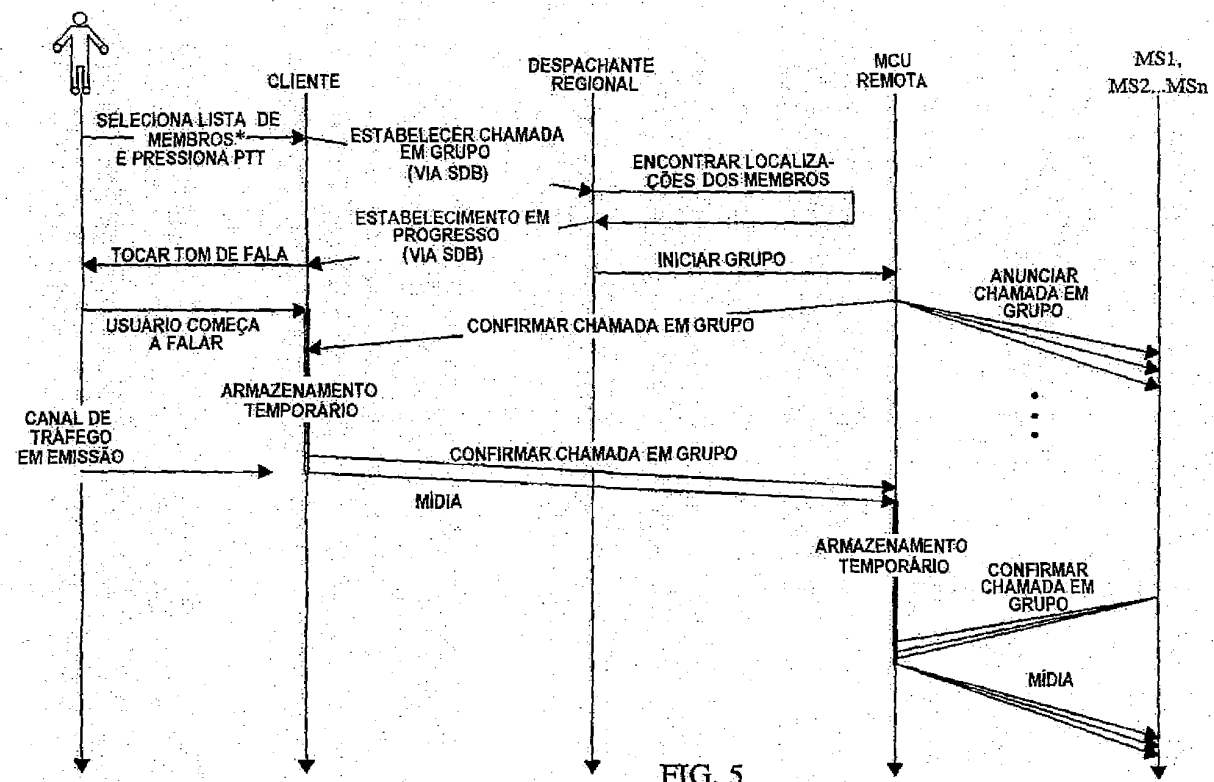 CLIENTE
DESPACHANTE
REGIONAL
MCU
REMOTA
MS1,
MS2...MSn
SELECIONA LISTA DE
MEMBROS*
E PRESSIONA PTT
ESTABELECER CHAMADA
EM GRUPO
(VIA SDB)
ENCONTRAR LOCALIZA-
ÇÕES DOS MEMBROS
ESTABELECIMENTO EM
PROGRESSO
(VIA SDB)
TOCAR TOM DE FALA
INICIAR GRUPO
ANUNCIAR
CHAMADA EM
GRUPO
USUÁRIO COMEÇA
A FALAR
CONFIRMAR CHAMADA EM GRUPO
ARMAZENAMENTO
TEMPORÁRIO
CANAL DE
TRÁFEGO
EM EMISSÃO
CONFIRMAR CHAMADA EM GRUPO
MÍDIA
ARMAZENAMENTO
TEMPORÁRIO
CONFIRMAR
CHAMADA EM
GRUPO
MÍDIA
FIG. 5